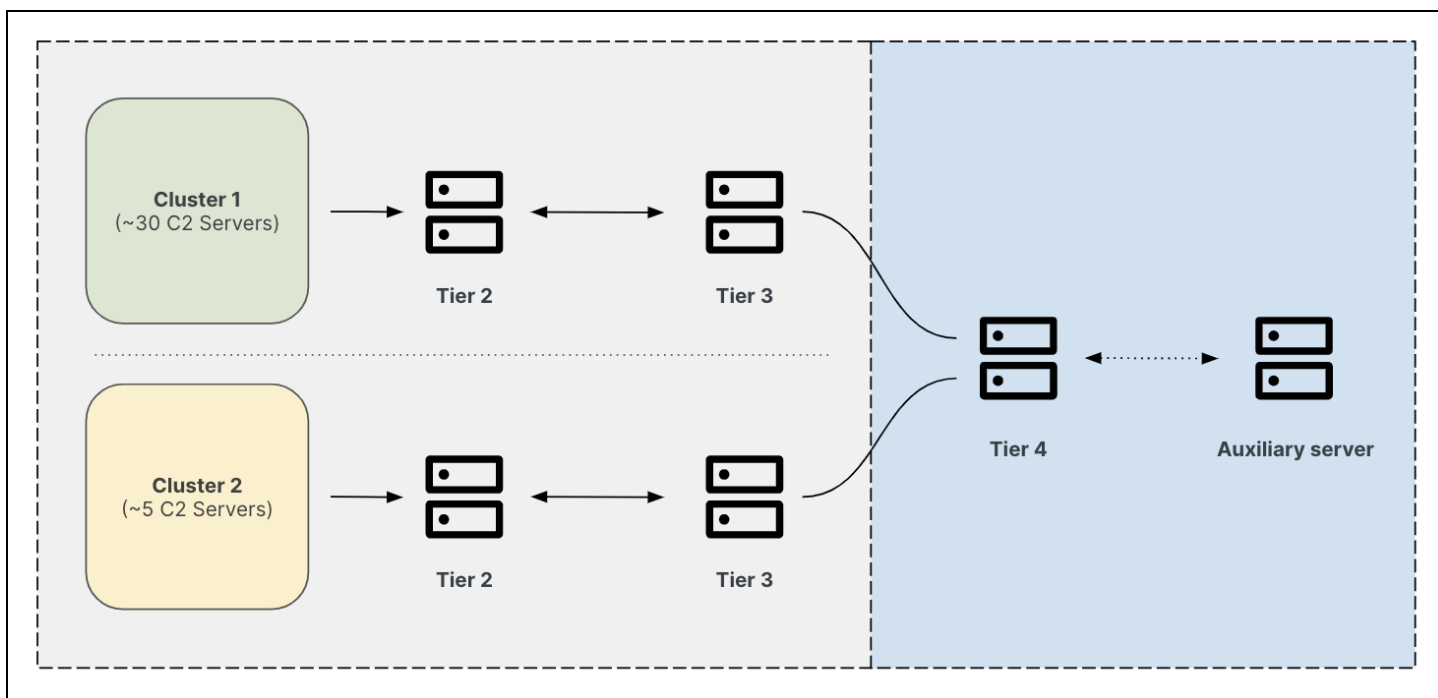 Cluster 1
(~30 C2 Servers)
Tier 2
Tier 3
Cluster 2
(~5 C2 Servers)
Tier 2
Tier 3
Tier 4
Auxiliary server